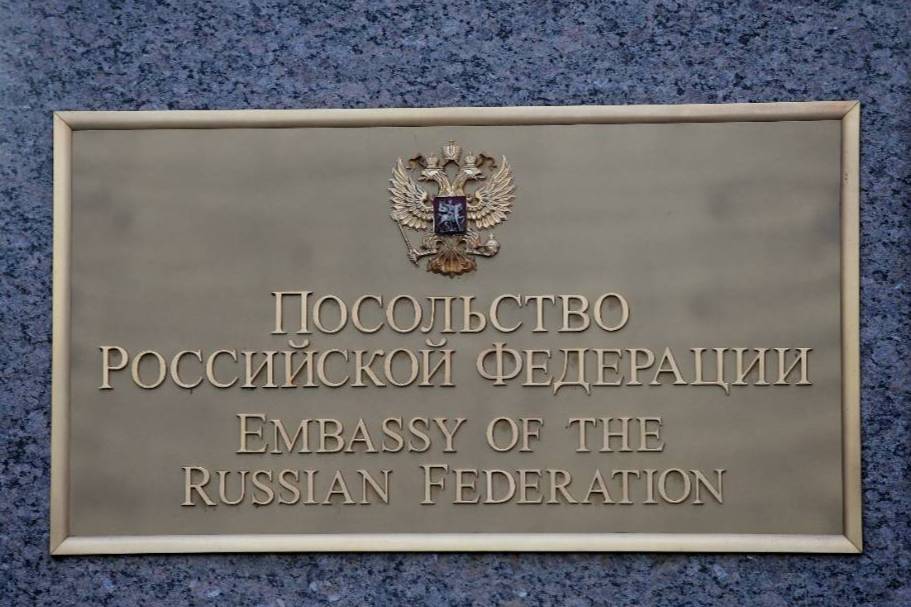 ПОСОЛЬСТВО
РОССИЙСКОЙ ФЕДЕРАЦИИ
EMBASSY OF THE
RUSSIAN FEDERATION